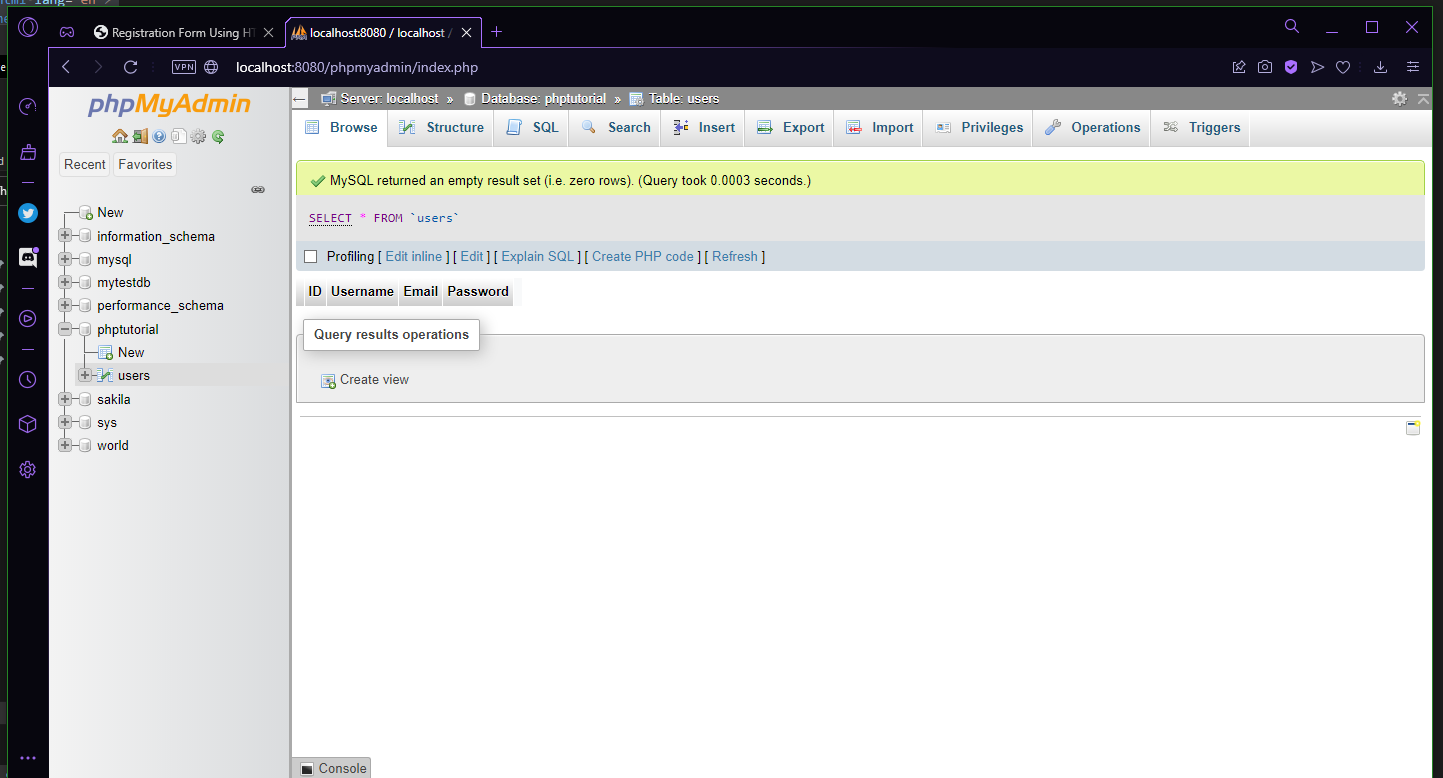 Registration Form Using HT
localhost:8080 / localhost /
VPN
localhost:8080/phpmyadmin/index.php
phpMyAdmin
Recent
Favorites
New
information_schema
mysql
mytestdb
performance_schema
phptutorial
New
users
sakila
sys
world
Server: localhost » Database: phptutorial » Table: users
Browse Structure SQL Search Insert Export Import Privileges Operations Triggers
MySQL returned an empty result set (i.e. zero rows). (Query took 0.0003 seconds.)
SELECT * FROM `users`
Profiling [ Edit inline ] [ Edit ] [ Explain SQL ] [ Create PHP code ] [ Refresh ]
ID Username Email Password
Query results operations
Create view
Console